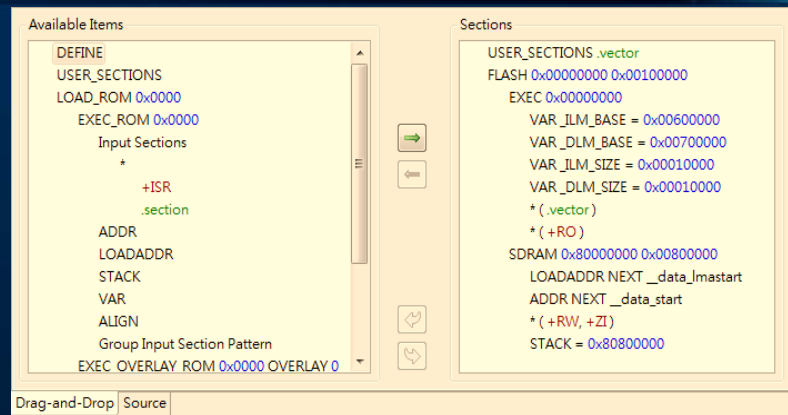 Available Items
DEFINE
USER_SECTIONS
LOAD_ROM 0x0000
EXEC_ROM 0x0000
Input Sections
*
+ISR
.section
ADDR
LOADADDR
STACK
VAR
ALIGN
Group Input Section Pattern
EXEC_OVERLAY_ROM 0x0000 OVERLAY 0
Sections
USER_SECTIONS .vector
FLASH 0x00000000 0x00100000
EXEC 0x00000000
VAR _ILM_BASE = 0x00600000
VAR _DLM_BASE = 0x00700000
VAR _ILM_SIZE = 0x00010000
VAR _DLM_SIZE = 0x00010000
* ( .vector )
* ( +RO )
SDRAM 0x80000000 0x00800000
LOADADDR NEXT __data_lmastart
ADDR NEXT __data_start
* ( +RW, +ZI )
STACK = 0x80800000
Drag-and-Drop
Source